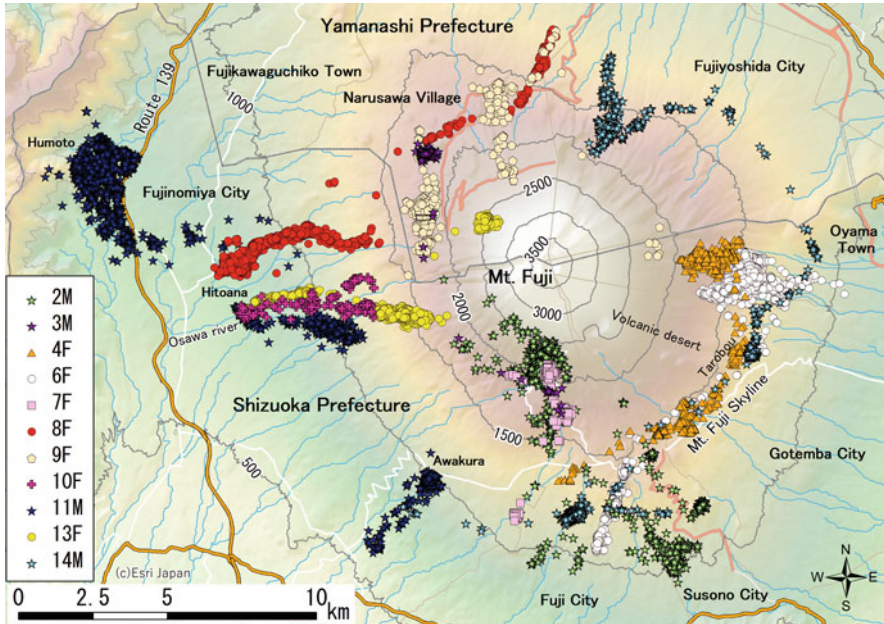 Yamanashi Prefecture
Route 139
Fujikawaguchiko Town
Fujiyoshida City
1000
Narusawa Village
Humoto
Fujinomiya City
2500
Oyama
Town
3500
Mt. Fuji
Hitoana
2000
3000
Osawa river
Volcanic desert
Tarobou
Shizuoka Prefecture
Mt. Fuji Skyline
1500
Gotemba City
500
Awakura
2M
3M
4F
6F
7F
8F
9F
10F
11M
13F
14M
(c)Esri Japan
N
W E
S
0 2.5 5 10
km
Fuji City
Susono City